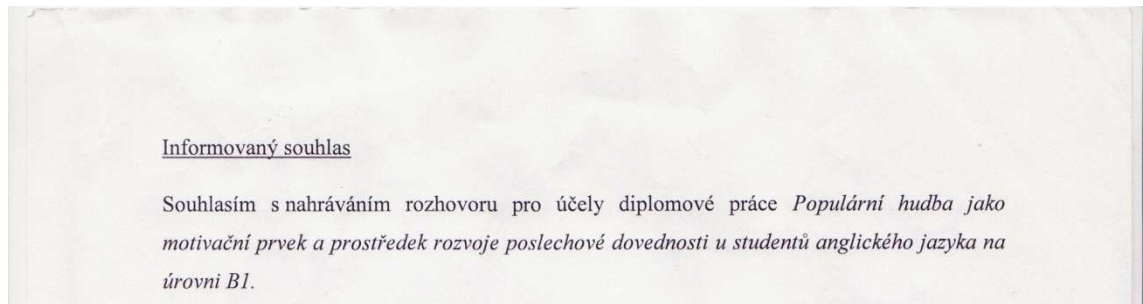 Informovaný souhlas
Souhlasím s nahráváním rozhovoru pro účely diplomové práce Populární hudba jako
motivační prvek a prostředek rozvoje poslechové dovednosti u studentů anglického jazyka na
úrovni B1.